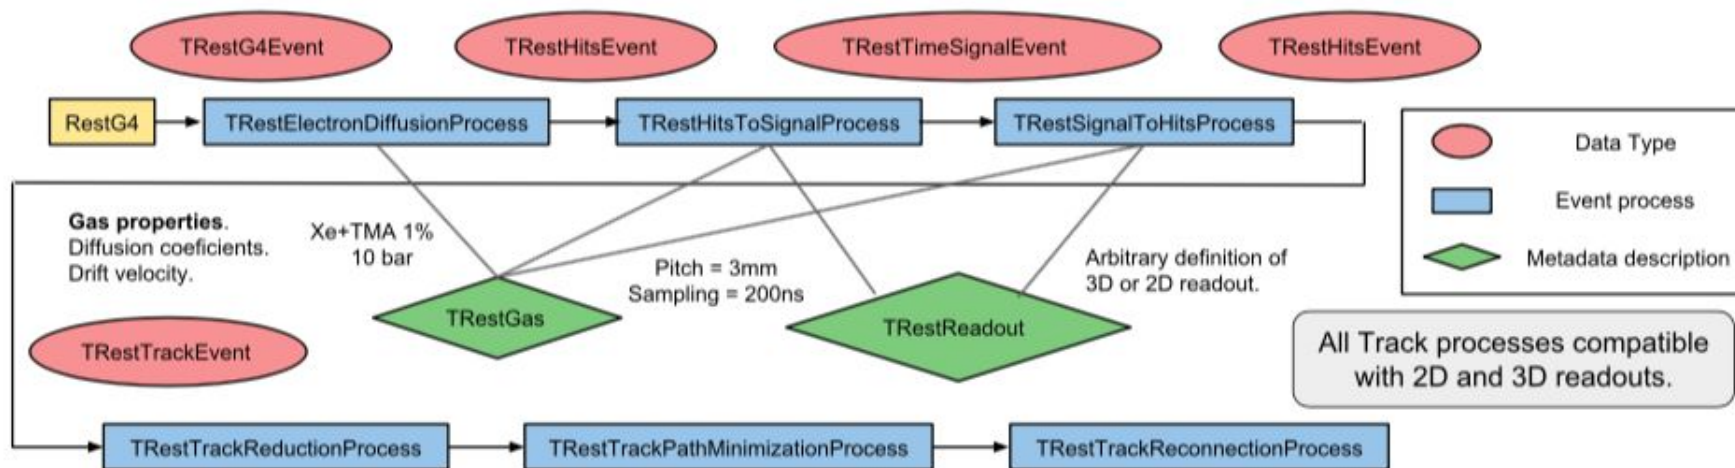 TRestG4Event
TRestHitsEvent
TRestTimeSignalEvent
TRestHitsEvent
RestG4
TRestElectronDiffusionProcess
TRestHitsToSignalProcess
TRestSignalToHitsProcess
Data Type
Event process
Metadata description
Gas properties.
Diffusion coeficients.
Drift velocity.
Xe+TMA 1%
10 bar
Pitch = 3mm
Sampling = 200ns
Arbitrary definition of
3D or 2D readout.
TRestGas
TRestReadout
TRestTrackEvent
All Track processes compatible
with 2D and 3D readouts.
TRestTrackReductionProcess
TRestTrackPathMinimizationProcess
TRestTrackReconnectionProcess